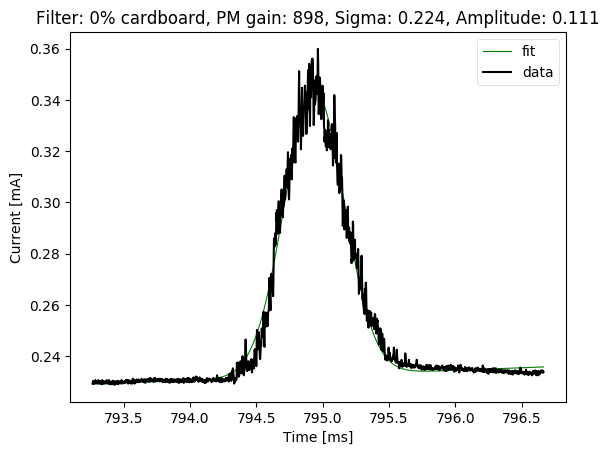 Filter: 0% cardboard, PM gain: 898, Sigma: 0.224, Amplitude: 0.111
fit
data
0.36
0.34
0.32
0.30
0.28
0.26
0.24
Current [mA]
793.5 794.0 794.5 795.0 795.5 796.0 796.5
Time [ms]